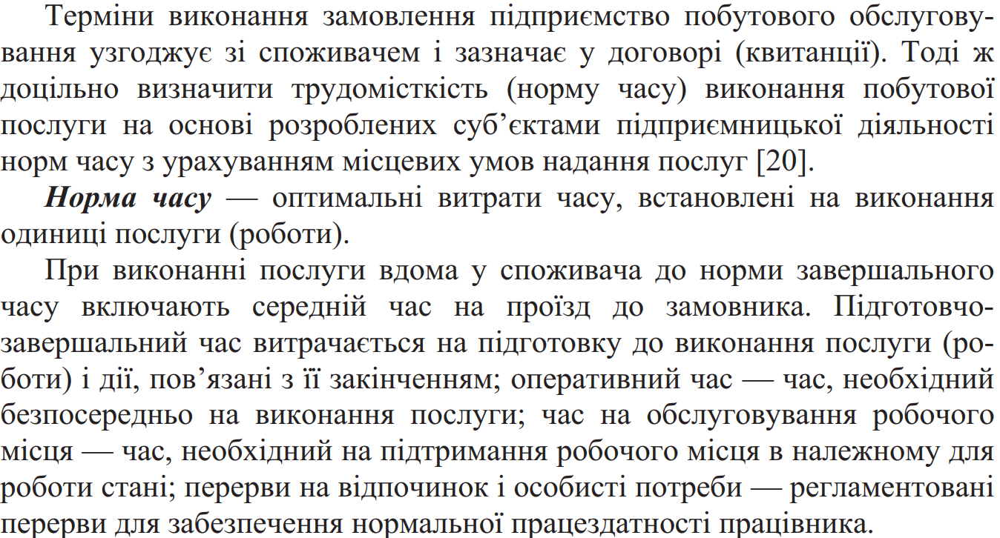 Терміни виконання замовлення підприємство побутового обслугову-
вання узгоджує зі споживачем і зазначає у договорі (квитанції). Тоді ж
доцільно визначити трудомісткість (норму часу) виконання побутової
послуги на основі розроблених суб’єктами підприємницької діяльності
норм часу з урахуванням місцевих умов надання послуг [20].
Норма часу — оптимальні витрати часу, встановлені на виконання
одиниці послуги (роботи).
При виконанні послуги вдома у споживача до норми завершального
часу включають середній час на проїзд до замовника. Підготовчо-
завершальний час витрачається на підготовку до виконання послуги (ро-
боти) і дії, пов’язані з її закінченням; оперативний час — час, необхідний
безпосередньо на виконання послуги; час на обслуговування робочого
місця — час, необхідний на підтримання робочого місця в належному для
роботи стані; перерви на відпочинок і особисті потреби — регламентовані
перерви для забезпечення нормальної працездатності працівника.